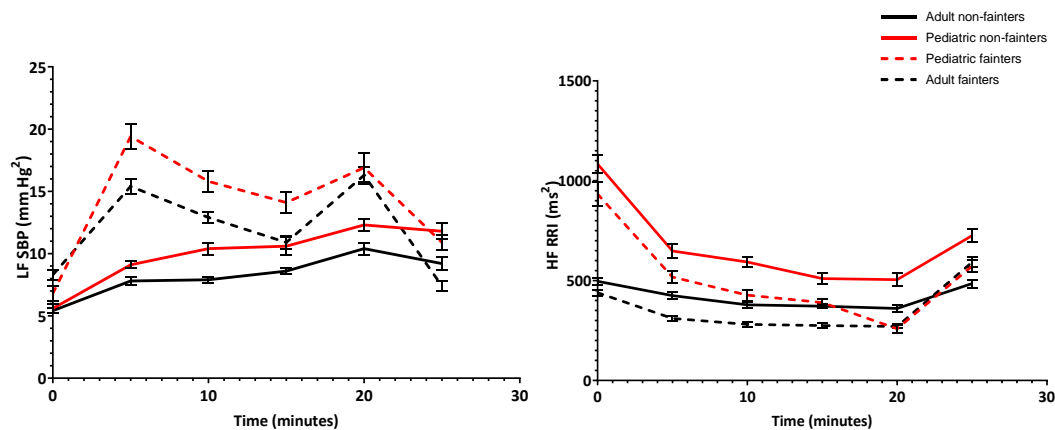 Adult non-fainters
Pediatric non-fainters
Pediatric fainters
Adult fainters
LF SBP (mm Hg²)
25
20
15
10
5
0
0 10 20 30
Time (minutes)
HF RRI (ms²)
1500
1000
500
0
0 10 20 30
Time (minutes)